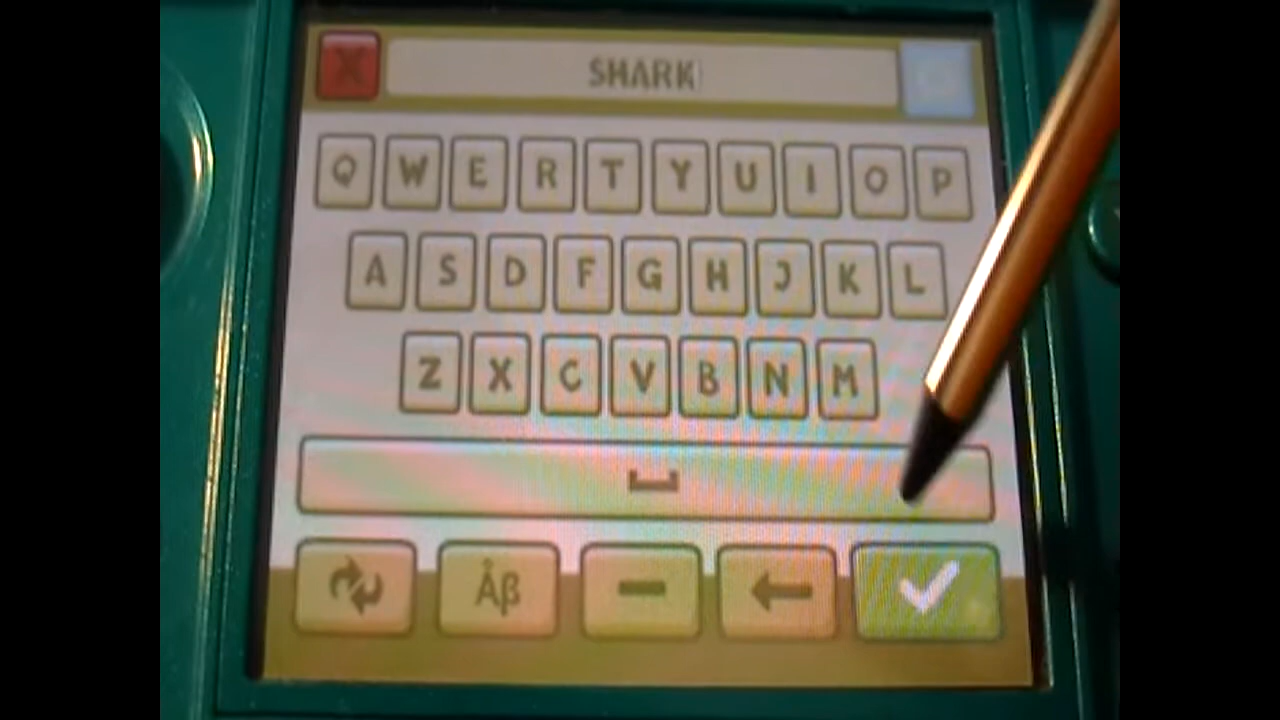 X SHARK
Q W E R T Y U I O P
A S D F G H J K L
Z X C V B N M
Åβ